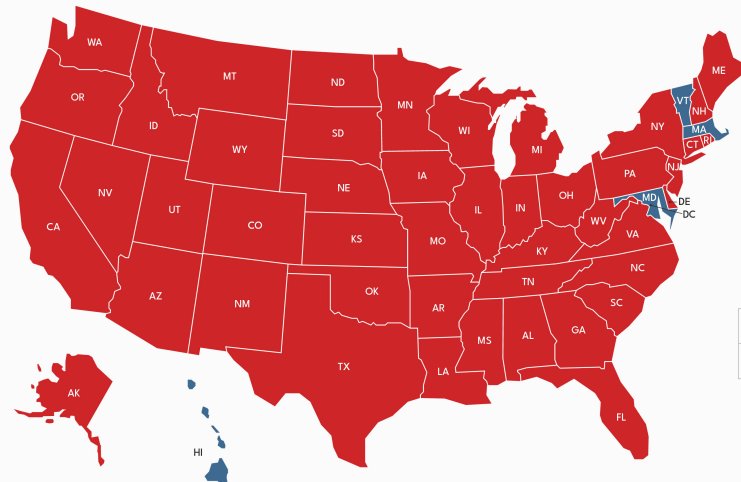 WA
MT
ND
MN
OR
ID
SD
WI
MI
ME
VT
NH
NY
MA
CT
RI
WY
IA
PA
NJ
NV
UT
CO
NE
IL
IN
OH
MD
DE
DC
CA
KS
MO
WV
VA
KY
AZ
NM
OK
AR
TN
NC
SC
TX
LA
MS
AL
GA
FL
AK
HI